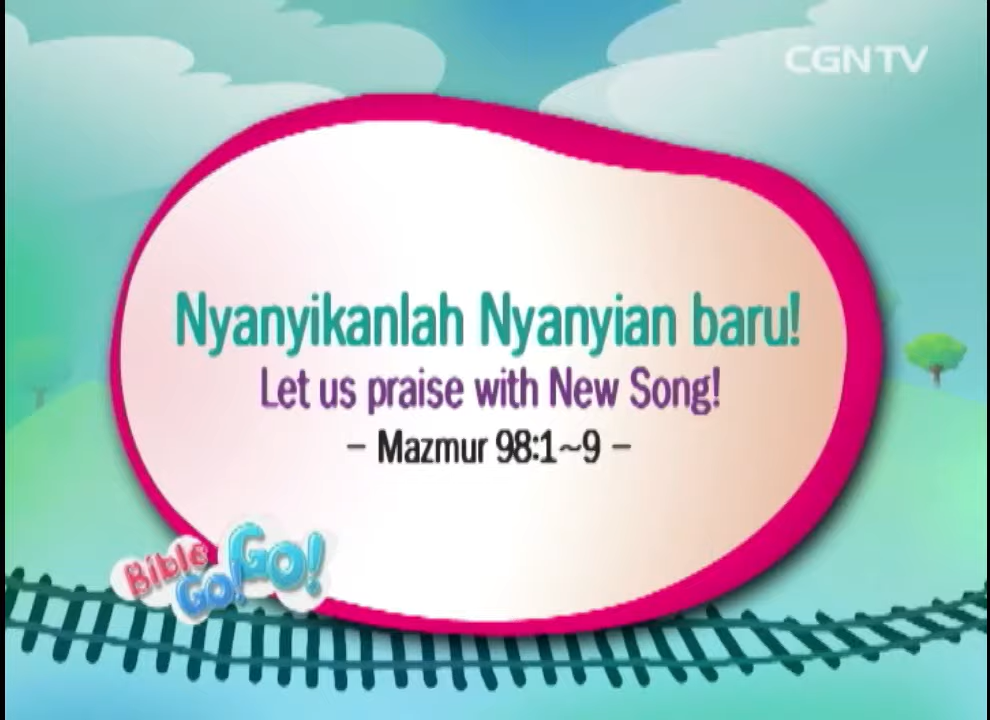 CGNTV
Nyanyikanlah Nyanyian baru!
Let us praise with New Song!
– Mazmur 98:1~9 –
Bible
GO! GO!